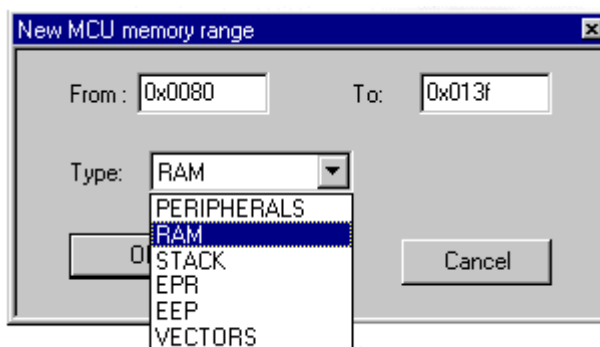 New MCU memory range
From : 0x0080 To: 0x013f
Type: RAM
PERIPHERALS
RAM
STACK
EPR
EEP
VECTORS
Cancel